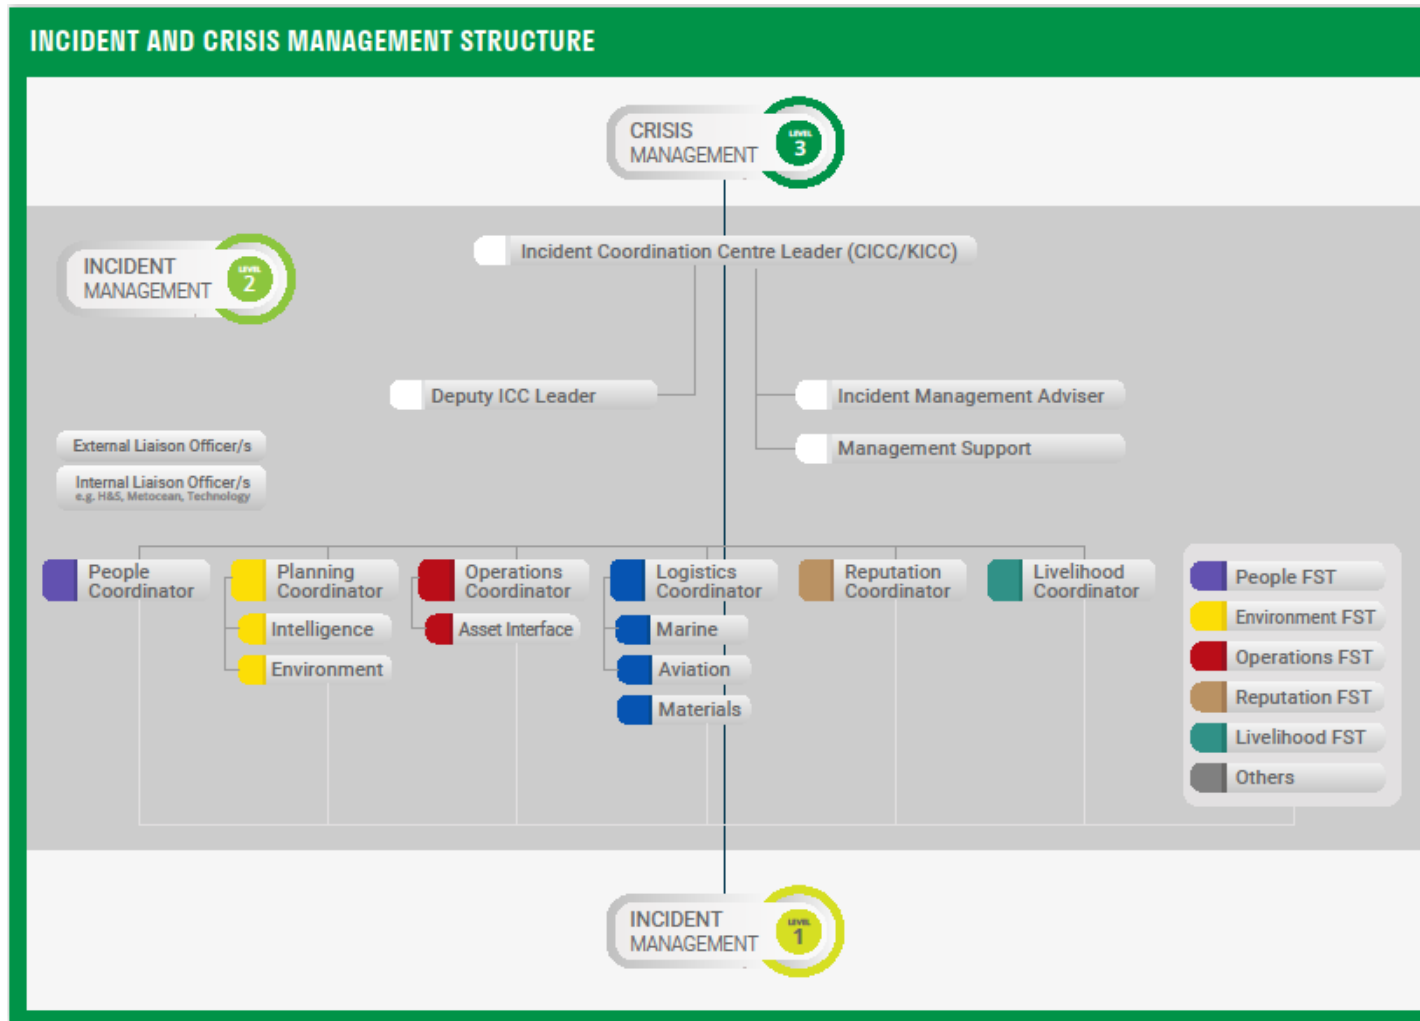 INCIDENT AND CRISIS MANAGEMENT STRUCTURE
CRISIS
MANAGEMENT
LEVEL
3
INCIDENT
MANAGEMENT
LEVEL
2
Incident Coordination Centre Leader (CICC/KICC)
Deputy ICC Leader
Incident Management Adviser
Management Support
External Liaison Officer/s
Internal Liaison Officer/s
e.g. H&S, Metocean, Technology
People
Coordinator
Planning
Coordinator
Intelligence
Environment
Operations
Coordinator
Asset Interface
Logistics
Coordinator
Marine
Aviation
Materials
Reputation
Coordinator
Livelihood
Coordinator
People FST
Environment FST
Operations FST
Reputation FST
Livelihood FST
Others
INCIDENT
MANAGEMENT
LEVEL
1